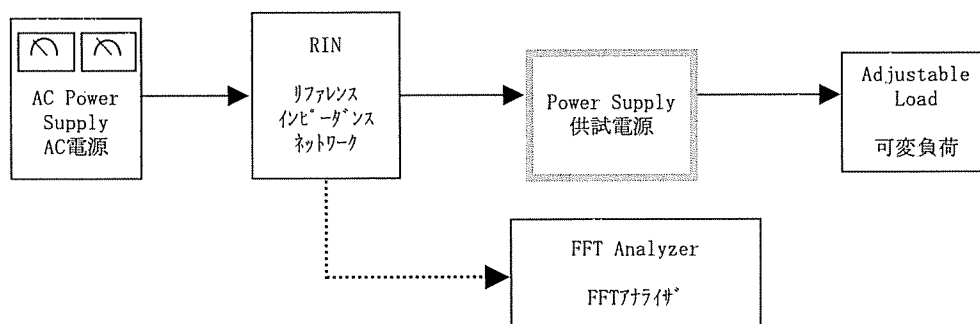 AC Power
Supply
AC電源
RIN
リファレンス
インピーダンス
ネットワーク
Power Supply
供試電源
Adjustable
Load
可変負荷
FFT Analyzer
FFTアナライザ